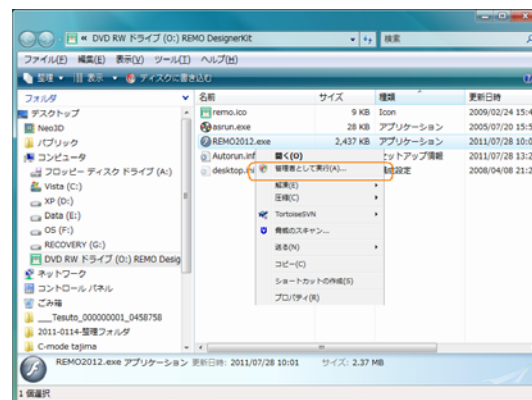 « DVD RW ドライブ (O:) REMO DesignerKit
検索
ファイル(F) 編集(E) 表示(V) ツール(T) ヘルプ(H)
整理 表示 ディスクに書き込む
フォルダ
名前 サイズ 種類 更新日時
デスクトップ
Neo3D
パブリック
コンピュータ
フロッピー ディスク ドライブ (A:)
Vista (C:)
XP (D:)
Data (E:)
OS (F:)
RECOVERY (G:)
DVD RW ドライブ (O:) REMO Desig
ネットワーク
コントロール パネル
ごみ箱
___Tesuto_000000001_0458758
2011-0114-整理フォルダ
C-mode tajima
remo.ico 9 KB Icon 2009/02/24 15:4
asrun.exe 28 KB アプリケーション 2005/07/20 15:5
REMO2012.exe 2,437 KB アプリケーション 2011/07/28 10:0
Autorun.inf セットアップ情報 2011/07/28 13:2
desktop.ini 設定 2008/04/08 21:2
開く(O)
管理者として実行(A)...
解凍(E)
圧縮(C)
TortoiseSVN
脅威のスキャン...
送る(N)
コピー(C)
ショートカットの作成(S)
プロパティ(R)
REMO2012.exe アプリケーション 更新日時: 2011/07/28 10:01 サイズ: 2.37 MB
1 個選択